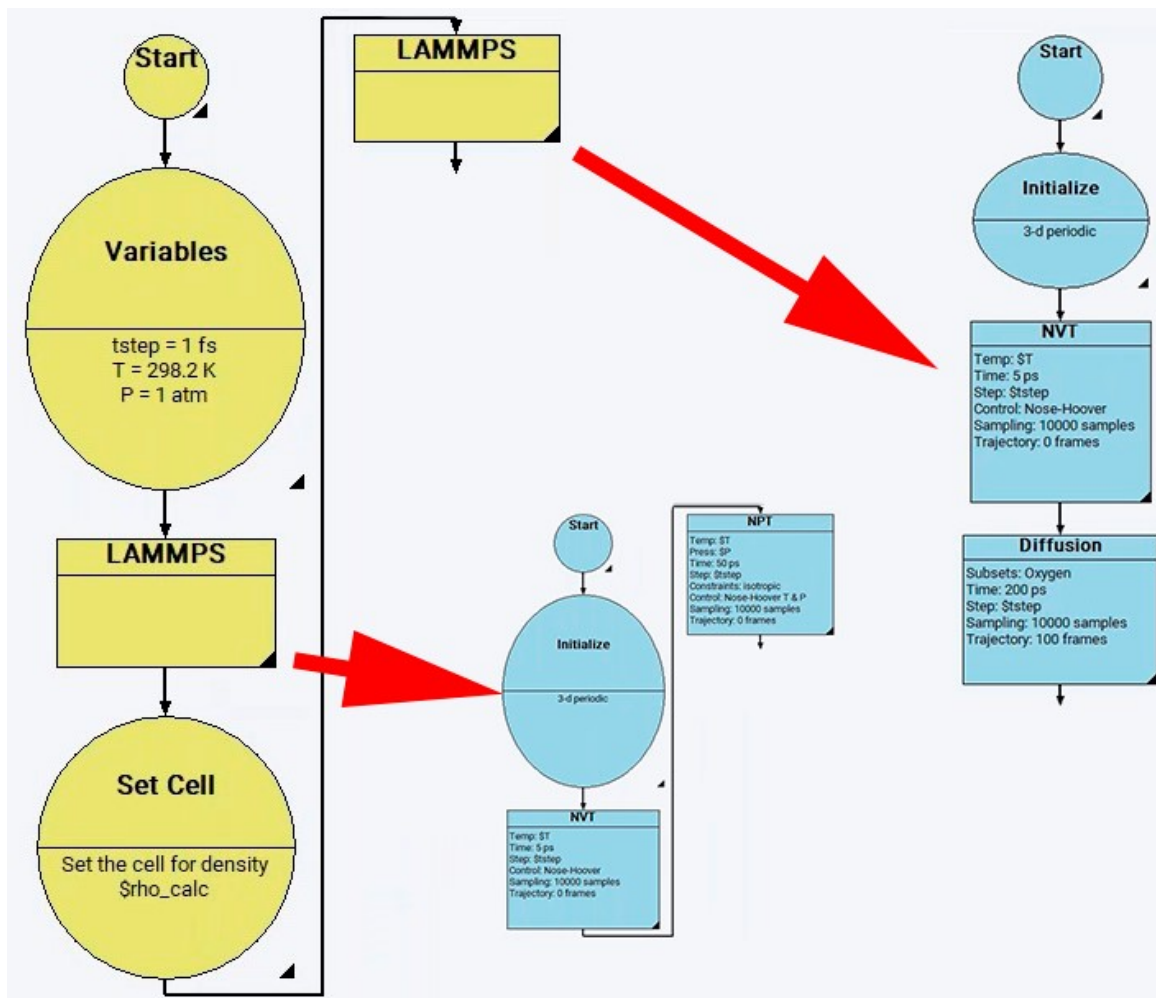 Start
Variables
tstep = 1 fs
T = 298.2 K
P = 1 atm
LAMMPS
Set Cell
Set the cell for density
$rho_calc
LAMMPS
Start
Initialize
3-d periodic
NVT
Temp: $T
Time: 5 ps
Step: $tstep
Control: Nose-Hoover
Sampling: 10000 samples
Trajectory: 0 frames
NPT
Temp: $T
Press: $P
Time: 50 ps
Step: $tstep
Constraints: isotropic
Control: Nose-Hoover T & P
Sampling: 10000 samples
Trajectory: 0 frames
Start
Initialize
3-d periodic
NVT
Temp: $T
Time: 5 ps
Step: $tstep
Control: Nose-Hoover
Sampling: 10000 samples
Trajectory: 0 frames
Diffusion
Subsets: Oxygen
Time: 200 ps
Step: $tstep
Sampling: 10000 samples
Trajectory: 100 frames